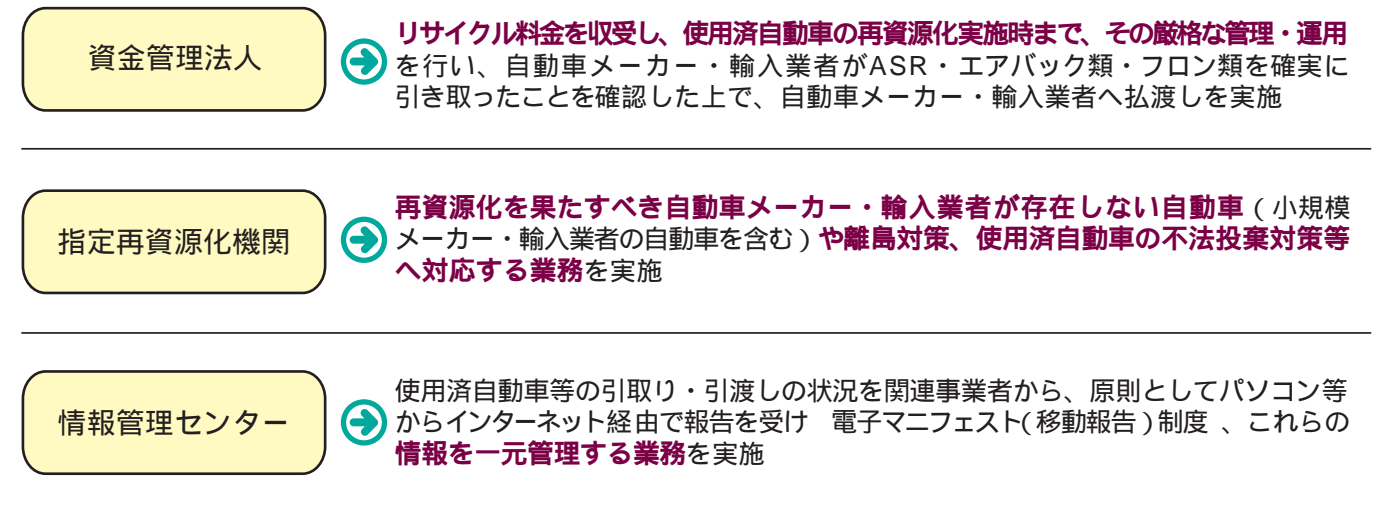 資金管理法人
リサイクル料金を収受し、使用済自動車の再資源化実施時まで、その厳格な管理・運用
を行い、自動車メーカー・輸入業者がASR・エアバック類・フロン類を確実に
引き取ったことを確認した上で、自動車メーカー・輸入業者へ払渡しを実施
指定再資源化機関
再資源化を果たすべき自動車メーカー・輸入業者が存在しない自動車（小規模
メーカー・輸入業者の自動車を含む）や離島対策、使用済自動車の不法投棄対策等
へ対応する業務を実施
情報管理センター
使用済自動車等の引取り・引渡しの状況を関連事業者から、原則としてパソコン等
からインターネット経由で報告を受け　電子マニフェスト(移動報告)制度 、これらの
情報を一元管理する業務を実施